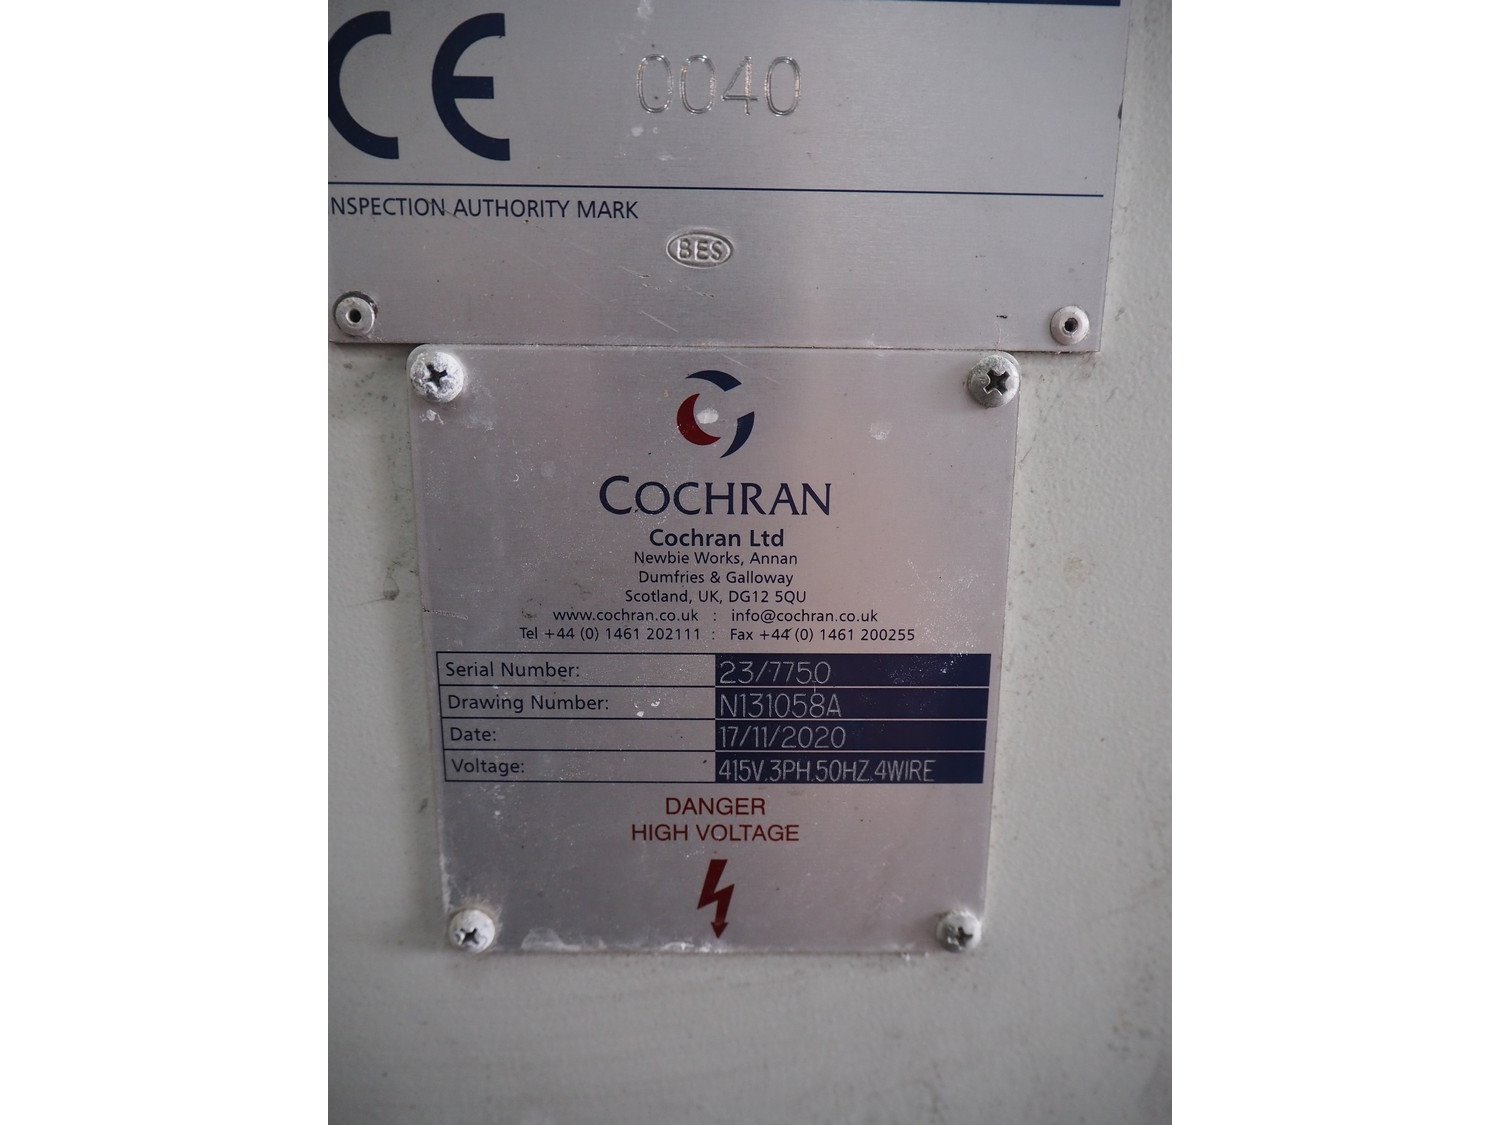 CE 0040
INSPECTION AUTHORITY MARK
BES
COCHRAN
Cochran Ltd
Newbie Works, Annan
Dumfries & Galloway
Scotland, UK, DG12 5QU
www.cochran.co.uk : info@cochran.co.uk
Tel +44 (0) 1461 202111 : Fax +44 (0) 1461 200255
Serial Number: 23/7750
Drawing Number: N131058A
Date: 17/11/2020
Voltage: 415V.3PH.50HZ.4WIRE
DANGER
HIGH VOLTAGE